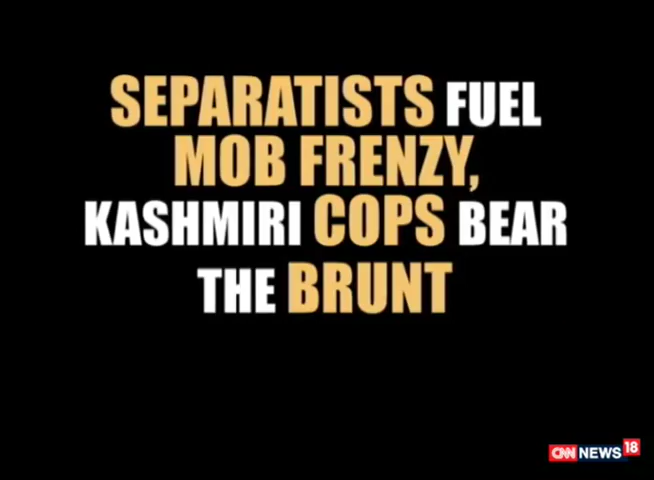 SEPARATISTS FUEL
MOB FRENZY,
KASHMIRI COPS BEAR
THE BRUNT
CNN NEWS 18